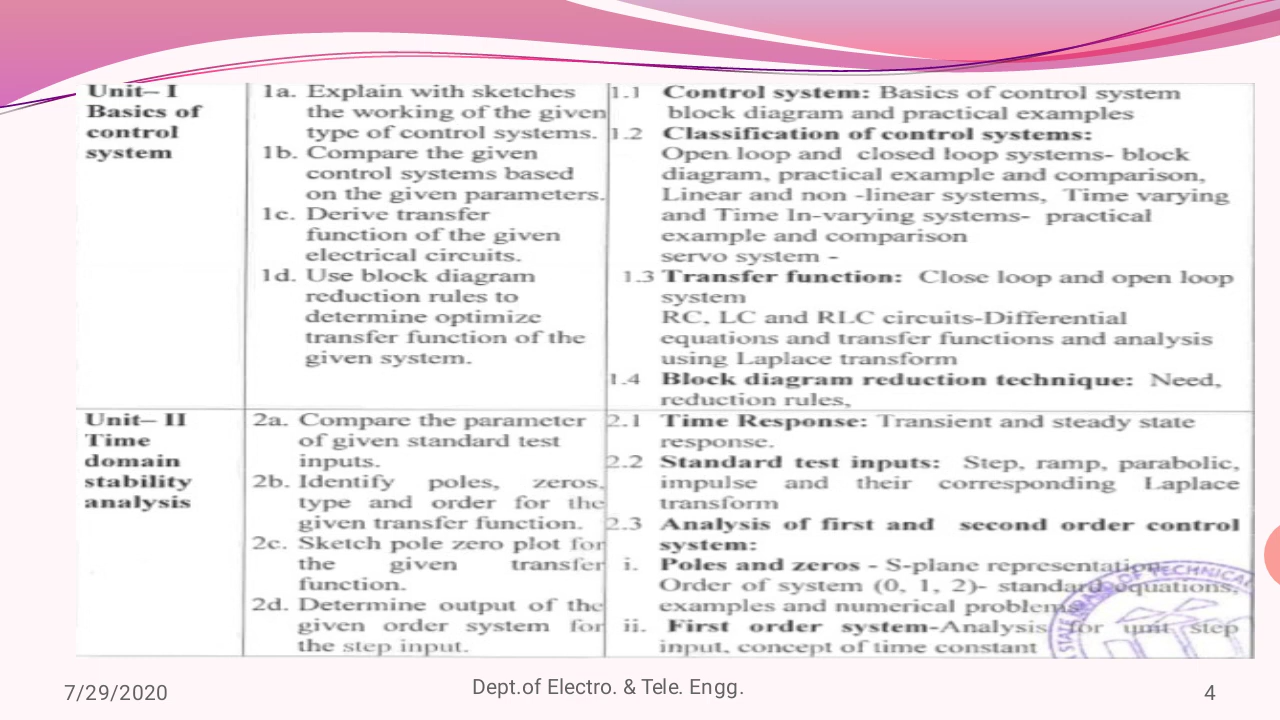 Unit– I
Basics of
control
system
1a. Explain with sketches
the working of the given
type of control systems.
1b. Compare the given
control systems based
on the given parameters.
1c. Derive transfer
function of the given
electrical circuits.
1d. Use block diagram
reduction rules to
determine optimize
transfer function of the
given system.
1.1 Control system: Basics of control system
block diagram and practical examples
1.2 Classification of control systems:
Open loop and closed loop systems- block
diagram, practical example and comparison,
Linear and non -linear systems, Time varying
and Time In-varying systems- practical
example and comparison
servo system -
1.3 Transfer function: Close loop and open loop
system
RC, LC and RLC circuits-Differential
equations and transfer functions and analysis
using Laplace transform
1.4 Block diagram reduction technique: Need,
reduction rules,
Unit– II
Time
domain
stability
analysis
2a. Compare the parameter
of given standard test
inputs.
2b. Identify poles, zeros,
type and order for the
given transfer function.
2c. Sketch pole zero plot for
the given transfer
function.
2d. Determine output of the
given order system for
the step input.
2.1 Time Response: Transient and steady state
response.
2.2 Standard test inputs: Step, ramp, parabolic,
impulse and their corresponding Laplace
transform
2.3 Analysis of first and second order control
system:
i. Poles and zeros - S-plane representation,
Order of system (0, 1, 2)- standard equations,
examples and numerical problems
ii. First order system-Analysis for unit step
input, concept of time constant
STATE OF TECHNICAL
7/29/2020
Dept.of Electro. & Tele. Engg.
4